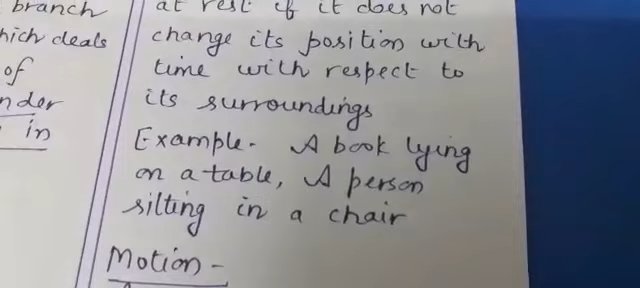 branch
hich deals
of
nder
in
at rest if it does not
change its position with
time with respect to
its surroundings
Example - A book lying
on a table, A person
sitting in a chair
Motion -